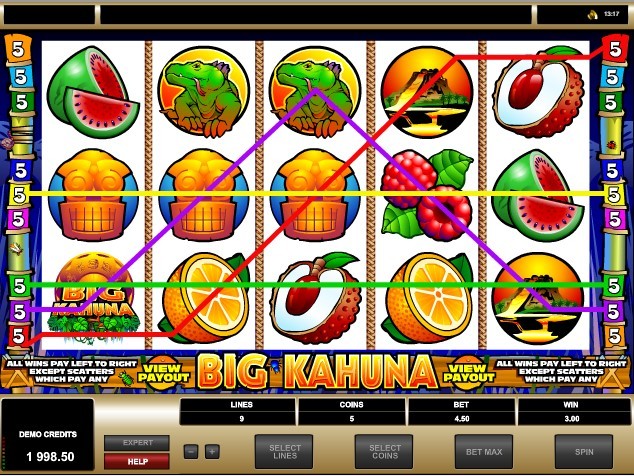 13:17
5 5
5 5
5 5
5 5
5 5
5 5
BIG
KAHUNA
5 5
5 5
5 5
ALL WINS PAY LEFT TO RIGHT
EXCEPT SCATTERS
WHICH PAY ANY
VIEW
PAYOUT
BIG KAHUNA
VIEW
PAYOUT
ALL WINS PAY LEFT TO RIGHT
EXCEPT SCATTERS
WHICH PAY ANY
LINES COINS BET WIN
9 5 4.50 3.00
DEMO CREDITS
1 998.50
EXPERT
HELP
− +
SELECT
LINES
SELECT
COINS
BET MAX
SPIN